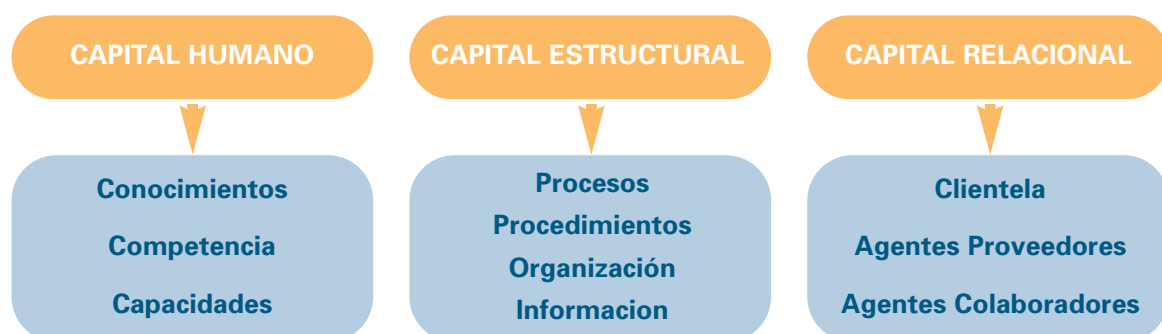 CAPITAL HUMANO
CAPITAL ESTRUCTURAL
CAPITAL RELACIONAL
Conocimientos
Competencia
Capacidades
Procesos
Procedimientos
Organización
Informacion
Clientela
Agentes Proveedores
Agentes Colaboradores